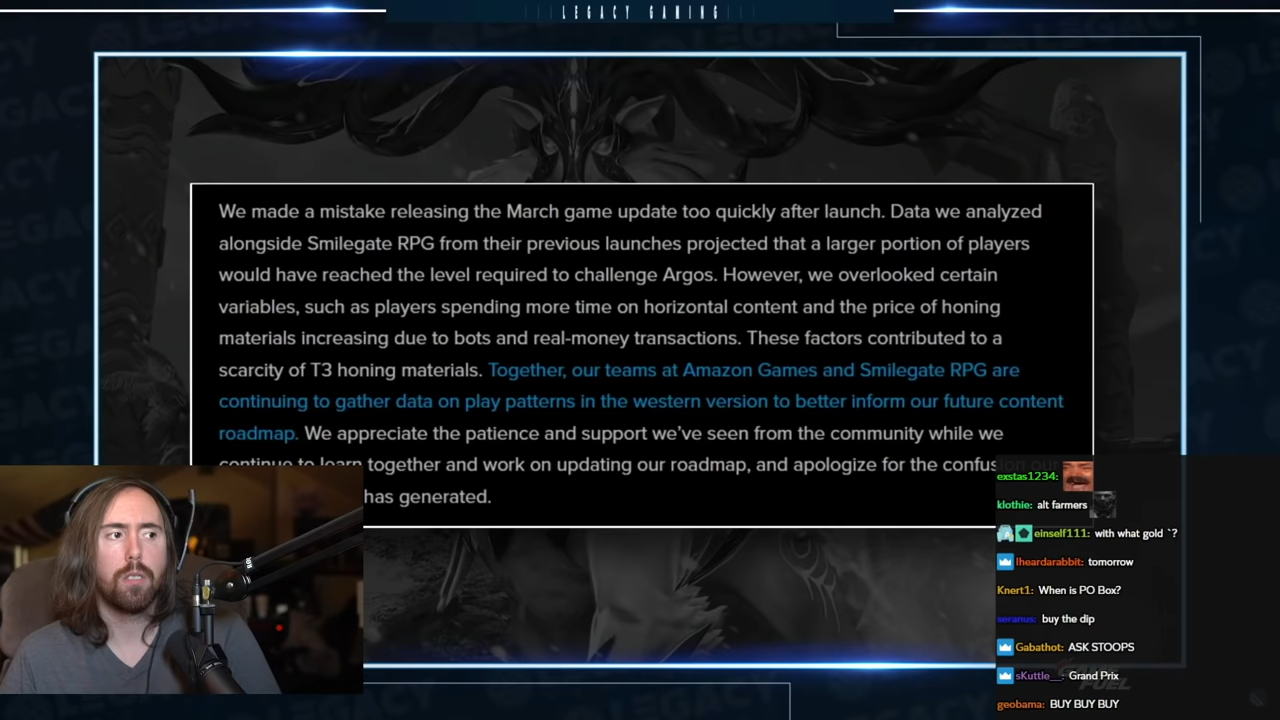 LEGACY GAMING
We made a mistake releasing the March game update too quickly after launch. Data we analyzed
alongside Smilegate RPG from their previous launches projected that a larger portion of players
would have reached the level required to challenge Argos. However, we overlooked certain
variables, such as players spending more time on horizontal content and the price of honing
materials increasing due to bots and real-money transactions. These factors contributed to a
scarcity of T3 honing materials. Together, our teams at Amazon Games and Smilegate RPG are
continuing to gather data on play patterns in the western version to better inform our future content
roadmap. We appreciate the patience and support we've seen from the community while we
continue to learn together and work on updating our roadmap, and apologize for the confusion our
has generated.
exstas1234:
klothie: alt farmers
einself111: with what gold `?
lheardarabbit: tomorrow
Knert1: When is PO Box?
seranus: buy the dip
Gabathot: ASK STOOPS
sKuttle__: Grand Prix
FUEL
geobama: BUY BUY BUY